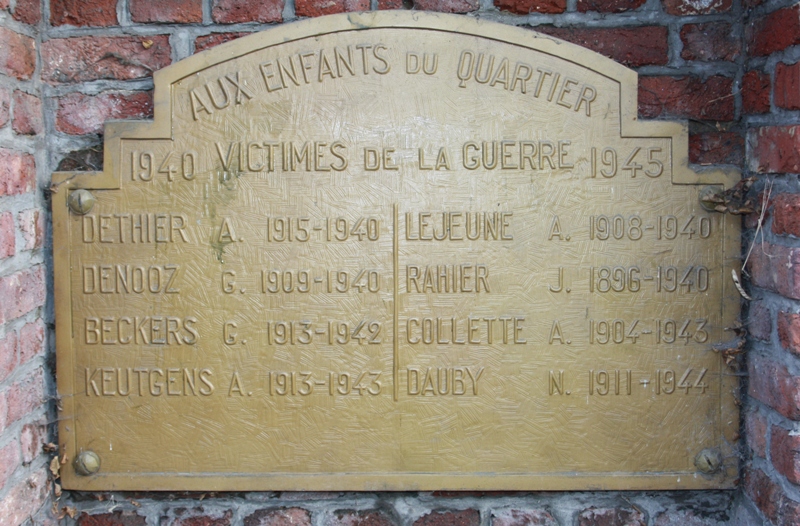 AUX ENFANTS DU QUARTIER
1940 VICTIMES DE LA GUERRE 1945
DETHIER A. 1915-1940
DENOOZ G. 1909-1940
BECKERS G. 1913-1942
KEUTGENS A. 1913-1943
LEJEUNE A. 1908-1940
RAHIER J. 1896-1940
COLLETTE A. 1904-1943
DAUBY N. 1911-1944